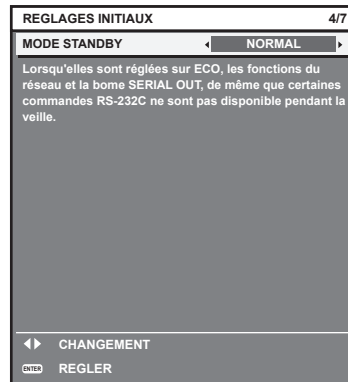 REGLAGES INITIAUX 4/7
MODE STANDBY NORMAL
Lorsqu'elles sont réglées sur ECO, les fonctions du
réseau et la bome SERIAL OUT, de même que certaines
commandes RS-232C ne sont pas disponible pendant la
veille.
CHANGEMENT
ENTER REGLER